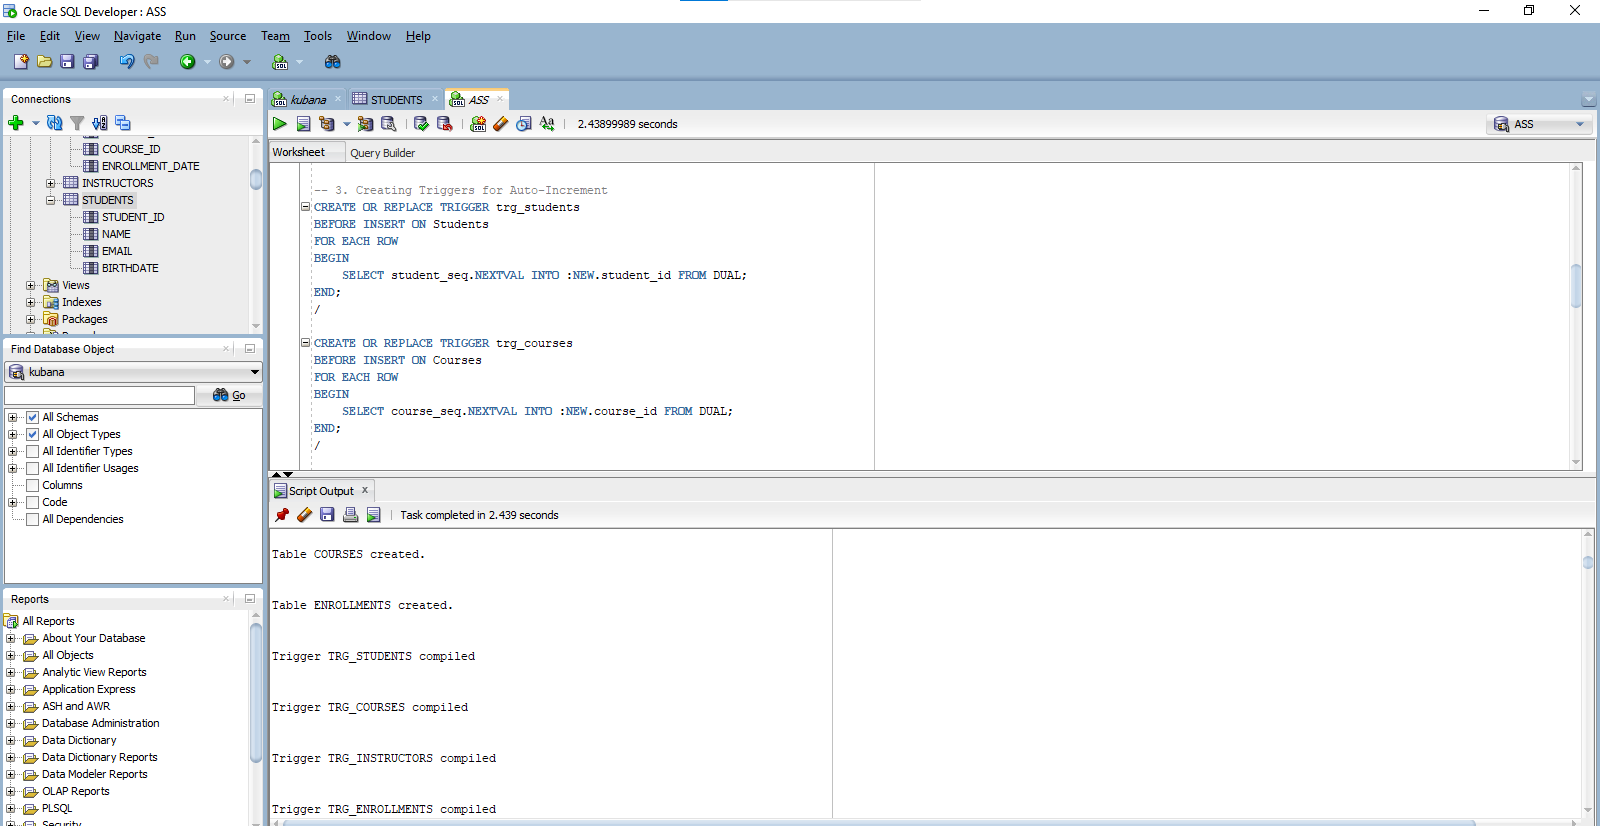 Oracle SQL Developer : ASS
File Edit View Navigate Run Source Team Tools Window Help
Connections
COURSE_ID
ENROLLMENT_DATE
INSTRUCTORS
STUDENTS
STUDENT_ID
NAME
EMAIL
BIRTHDATE
Views
Indexes
Packages
Find Database Object
kubana
Go
All Schemas
All Object Types
All Identifier Types
All Identifier Usages
Columns
Code
All Dependencies
Reports
All Reports
About Your Database
All Objects
Analytic View Reports
Application Express
ASH and AWR
Database Administration
Data Dictionary
Data Dictionary Reports
Data Modeler Reports
OLAP Reports
PLSQL
Security
kubana STUDENTS ASS
2.43899989 seconds
ASS
Worksheet Query Builder
-- 3. Creating Triggers for Auto-Increment
CREATE OR REPLACE TRIGGER trg_students
BEFORE INSERT ON Students
FOR EACH ROW
BEGIN
SELECT student_seq.NEXTVAL INTO :NEW.student_id FROM DUAL;
END;
/
CREATE OR REPLACE TRIGGER trg_courses
BEFORE INSERT ON Courses
FOR EACH ROW
BEGIN
SELECT course_seq.NEXTVAL INTO :NEW.course_id FROM DUAL;
END;
/
Script Output
Task completed in 2.439 seconds
Table COURSES created.
Table ENROLLMENTS created.
Trigger TRG_STUDENTS compiled
Trigger TRG_COURSES compiled
Trigger TRG_INSTRUCTORS compiled
Trigger TRG_ENROLLMENTS compiled